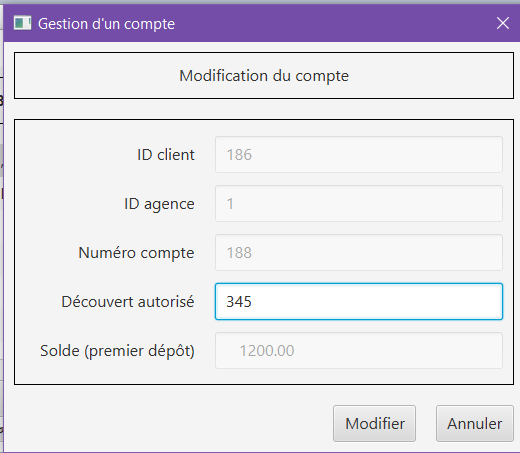 Gestion d'un compte
Modification du compte
ID client 186
ID agence 1
Numéro compte 188
Découvert autorisé 345
Solde (premier dépôt) 1200.00
Modifier Annuler